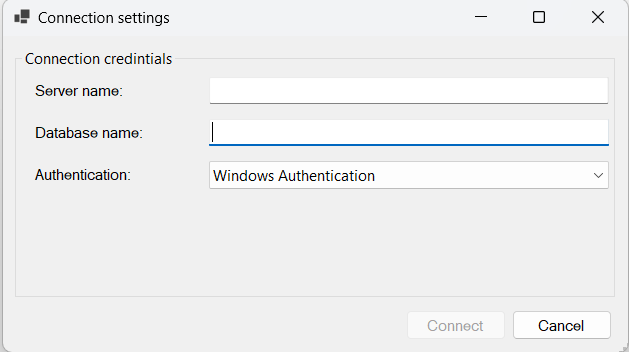 Connection settings
Connection credintials
Server name:
Database name:
Authentication:
Windows Authentication
Connect
Cancel